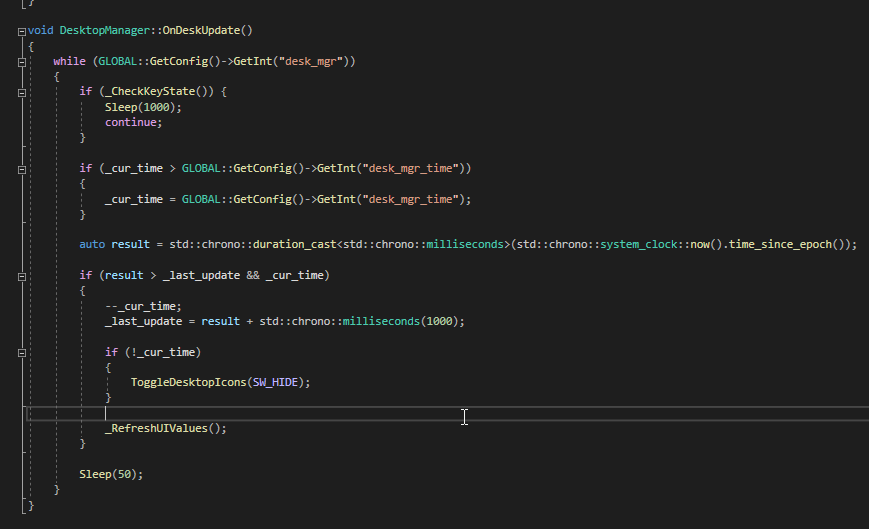 }
void DesktopManager::OnDeskUpdate()
{
while (GLOBAL::GetConfig()->GetInt("desk_mgr"))
{
if (_CheckKeyState()) {
Sleep(1000);
continue;
}
if (_cur_time > GLOBAL::GetConfig()->GetInt("desk_mgr_time"))
{
_cur_time = GLOBAL::GetConfig()->GetInt("desk_mgr_time");
}
auto result = std::chrono::duration_cast<std::chrono::milliseconds>(std::chrono::system_clock::now().time_since_epoch());
if (result > _last_update && _cur_time)
{
--_cur_time;
_last_update = result + std::chrono::milliseconds(1000);
if (!_cur_time)
{
ToggleDesktopIcons(SW_HIDE);
}
_RefreshUIValues();
}
Sleep(50);
}
}